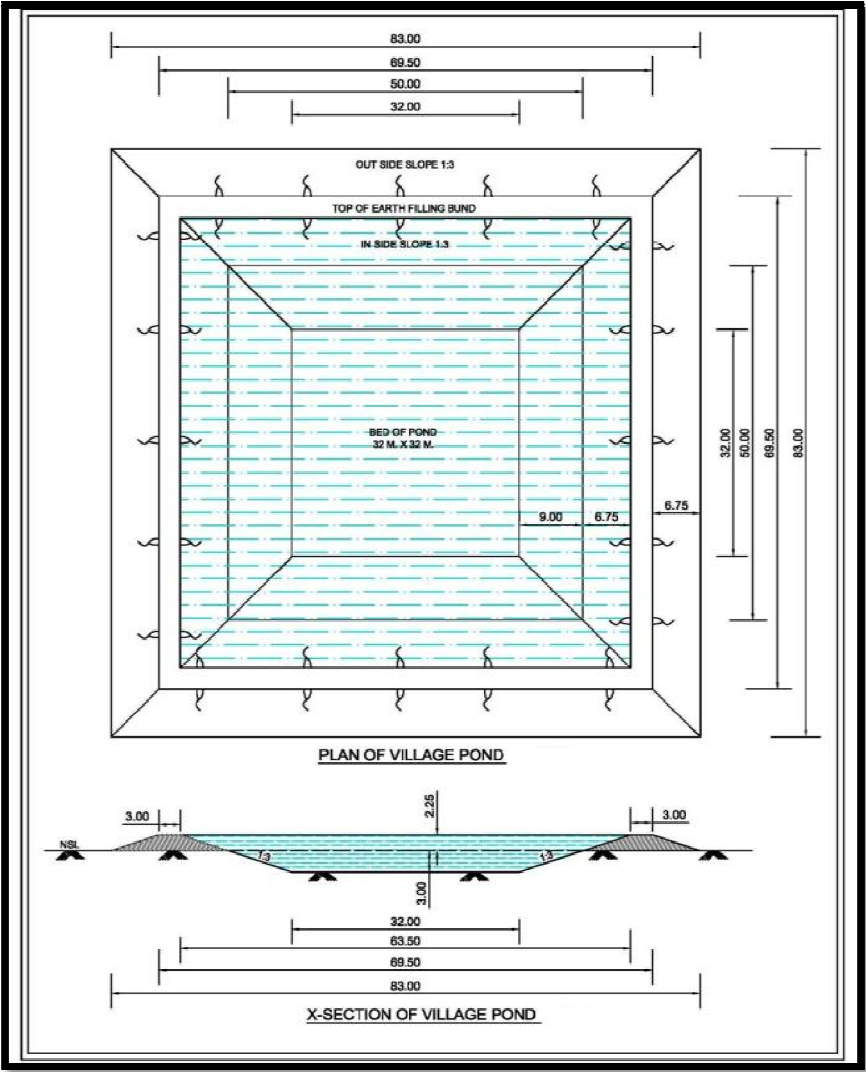 83.00
69.50
50.00
32.00
OUT SIDE SLOPE 1:3
TOP OF EARTH FILLING BUND
IN SIDE SLOPE 1:3
BED OF POND
32 M. X 32 M.
32.00
50.00
69.50
83.00
9.00
6.75
6.75
PLAN OF VILLAGE POND
3.00
2.25
3.00
NSL
1:3
1:3
3.00
32.00
63.50
69.50
83.00
X-SECTION OF VILLAGE POND